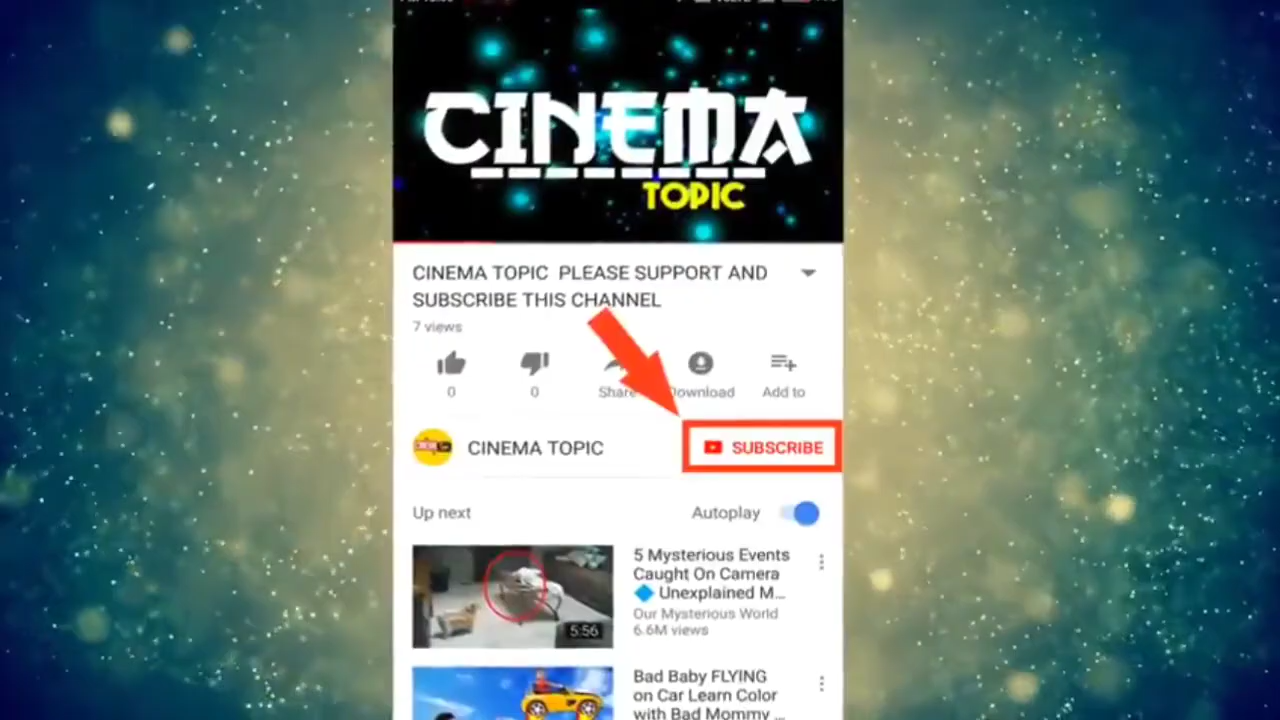 CINEMA
TOPIC
CINEMA TOPIC PLEASE SUPPORT AND
SUBSCRIBE THIS CHANNEL
7 views
0
0
Share
Download
Add to
CINEMA TOPIC
SUBSCRIBE
Up next
Autoplay
5:56
5 Mysterious Events
Caught On Camera
🔷 Unexplained M...
Our Mysterious World
6.6M views
Bad Baby FLYING
on Car Learn Color
with Bad Mommy ...